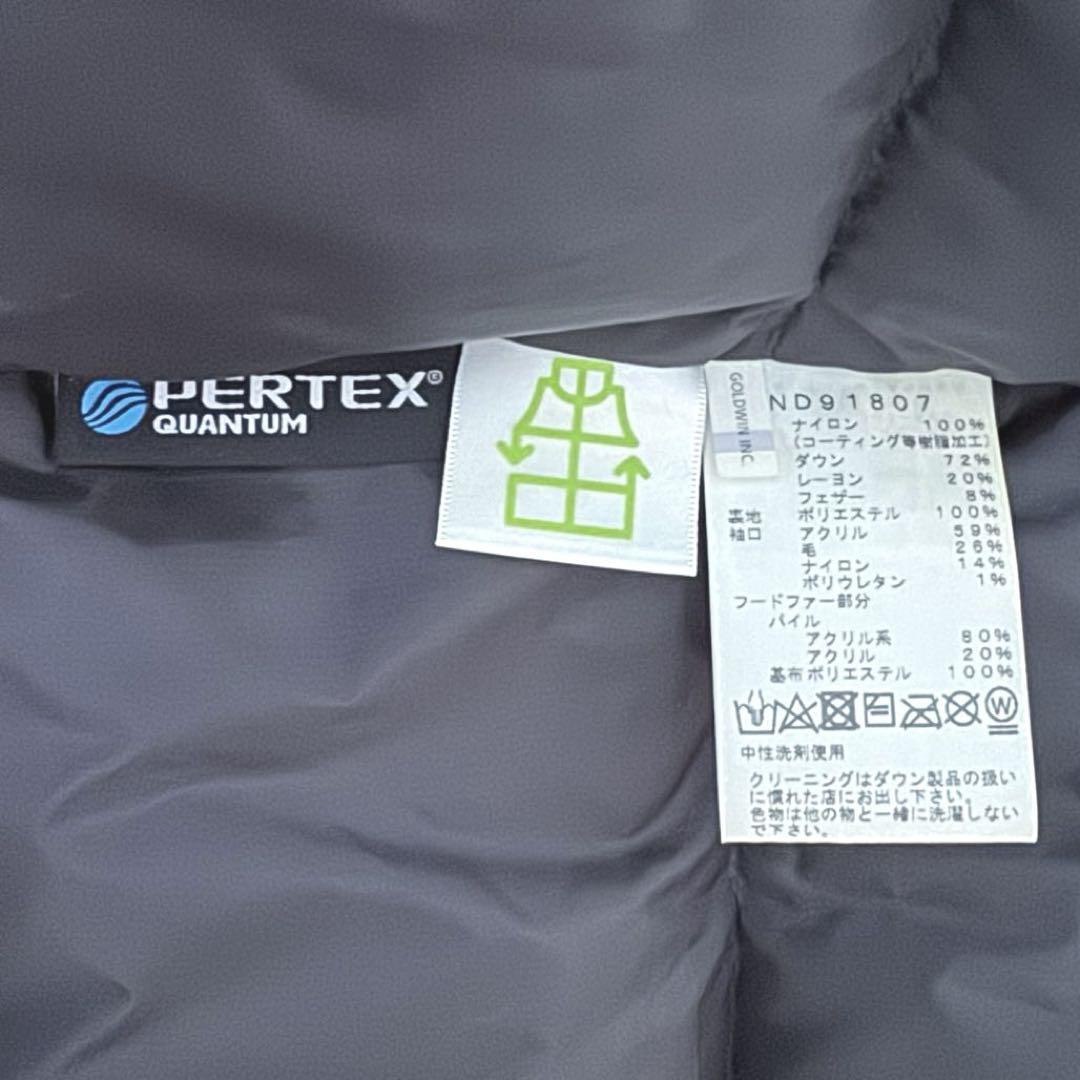 PERTEX®
QUANTUM
GOLDWIN INC.
ND91807
ナイロン 100%
(コーティング等樹脂加工)
ダウン 72%
レーヨン 20%
フェザー 8%
裏地 ポリエステル 100%
袖口 アクリル 59%
毛 26%
ナイロン 14%
ポリウレタン 1%
フードファー部分
パイル
アクリル系 80%
アクリル 20%
基布 ポリエステル 100%
W
中性洗剤使用
クリーニングはダウン製品の扱い
に慣れた店にお出し下さい。
色物は他の物と一緒に洗濯しない
で下さい。